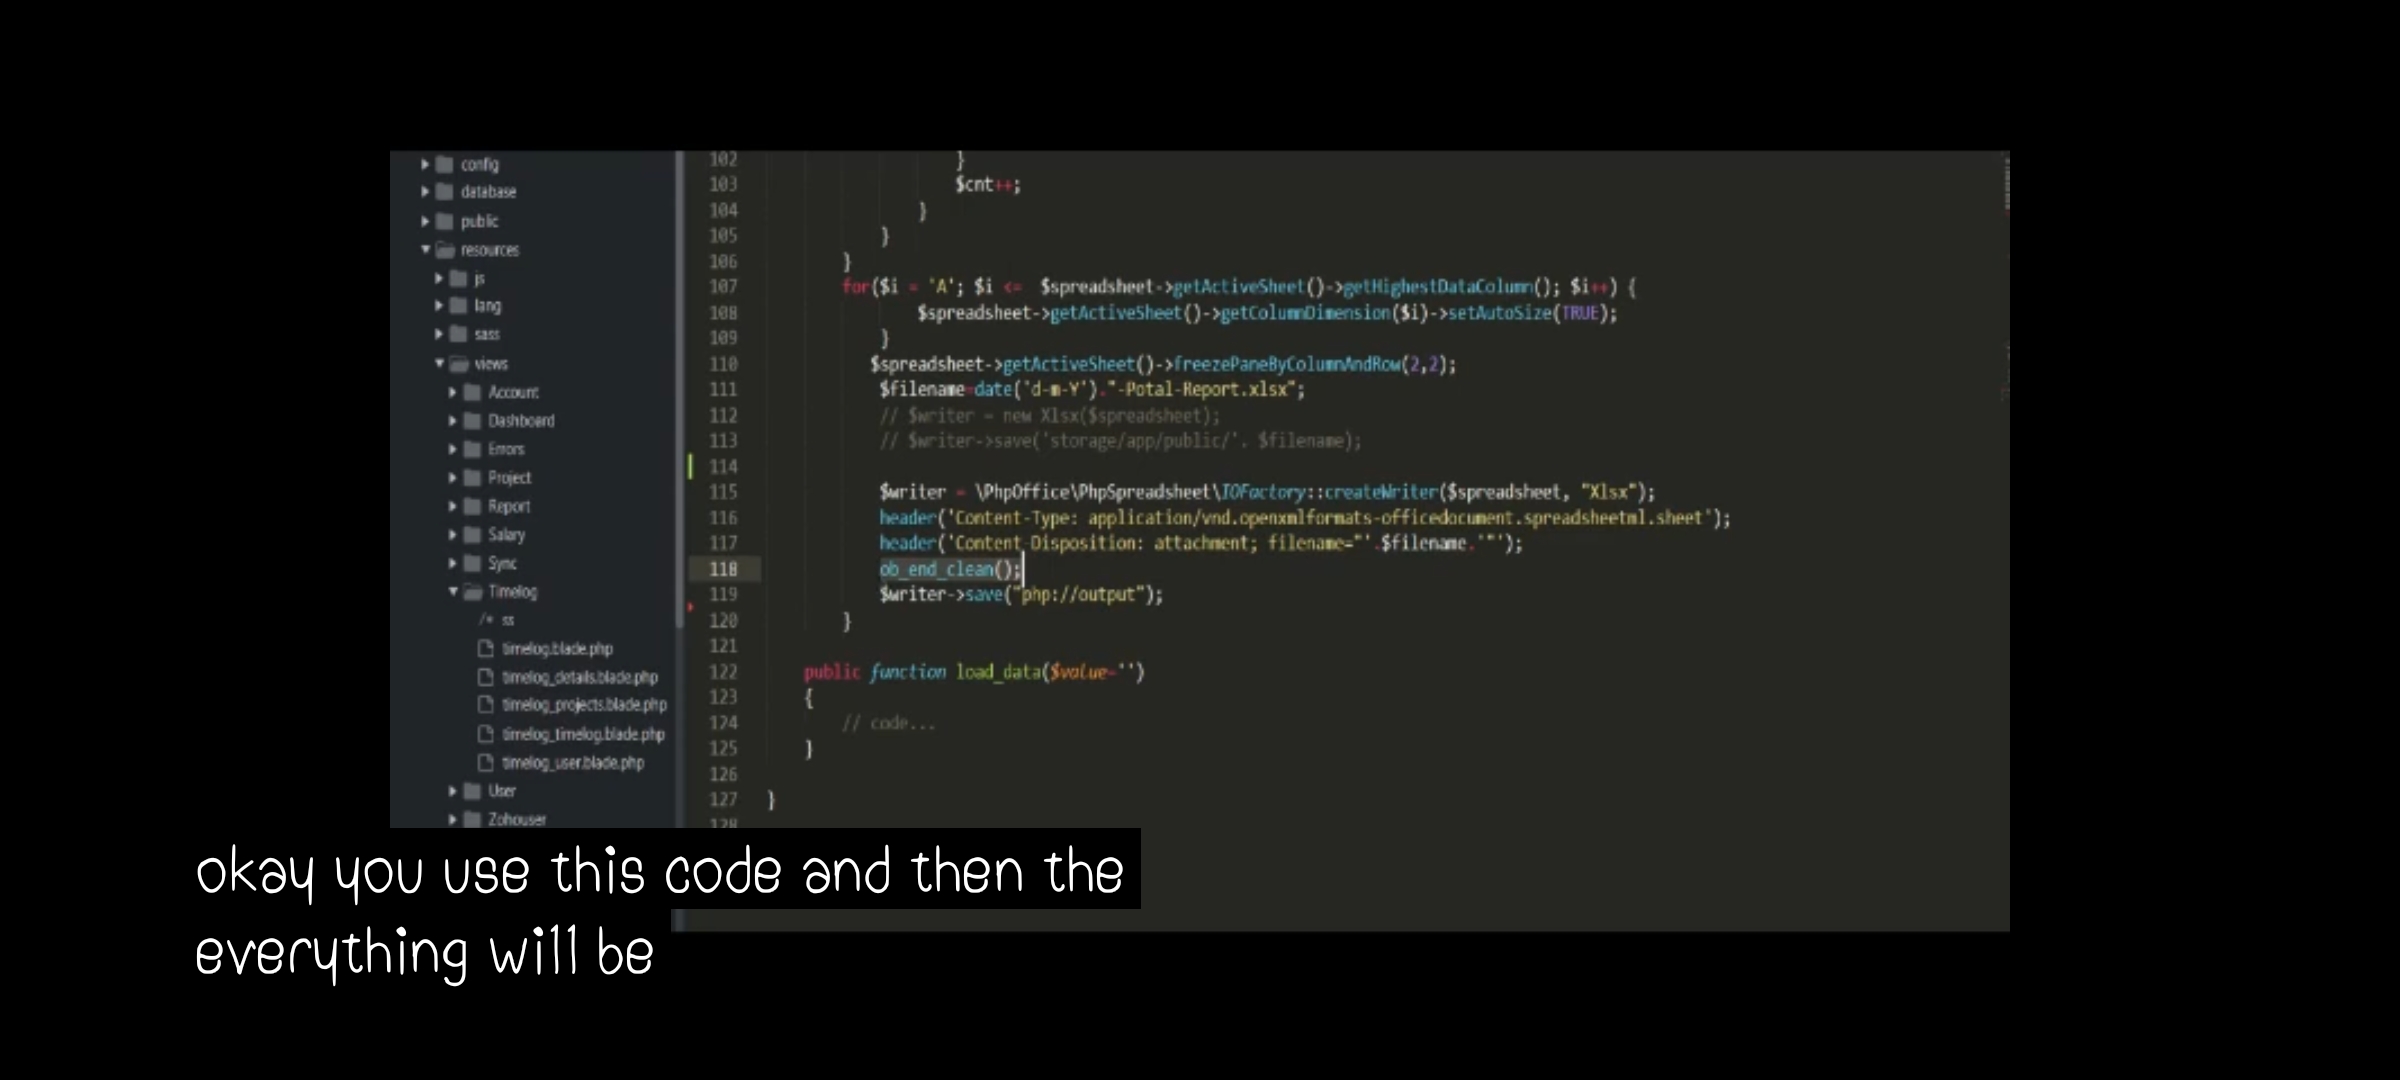 config
database
public
resources
js
lang
sass
views
Account
Dashboard
Errors
Project
Report
Salary
Sync
Timelog
/* ss
timelog.blade.php
timelog_details.blade.php
timelog_projects.blade.php
timelog_timelog.blade.php
timelog_user.blade.php
User
Zohouser
102 }
103 $cnt++;
104 }
105 }
106 }
107 for($i = 'A'; $i <= $spreadsheet->getActiveSheet()->getHighestDataColumn(); $i++) {
108 $spreadsheet->getActiveSheet()->getColumnDimension($i)->setAutoSize(TRUE);
109 }
110 $spreadsheet->getActiveSheet()->freezePaneByColumnAndRow(2,2);
111 $filename=date('d-m-Y')."-Potal-Report.xlsx";
112 // $writer = new Xlsx($spreadsheet);
113 // $writer->save('storage/app/public/'. $filename);
114
115 $writer = \PhpOffice\PhpSpreadsheet\IOFactory::createWriter($spreadsheet, "Xlsx");
116 header('Content-Type: application/vnd.openxmlformats-officedocument.spreadsheetml.sheet');
117 header('Content-Disposition: attachment; filename="'.$filename.'"');
118 ob_end_clean();
119 $writer->save("php://output");
120 }
121
122 public function load_data($value='')
123 {
124 // code...
125 }
126
127 }
128
okay you use this code and then the
everything will be